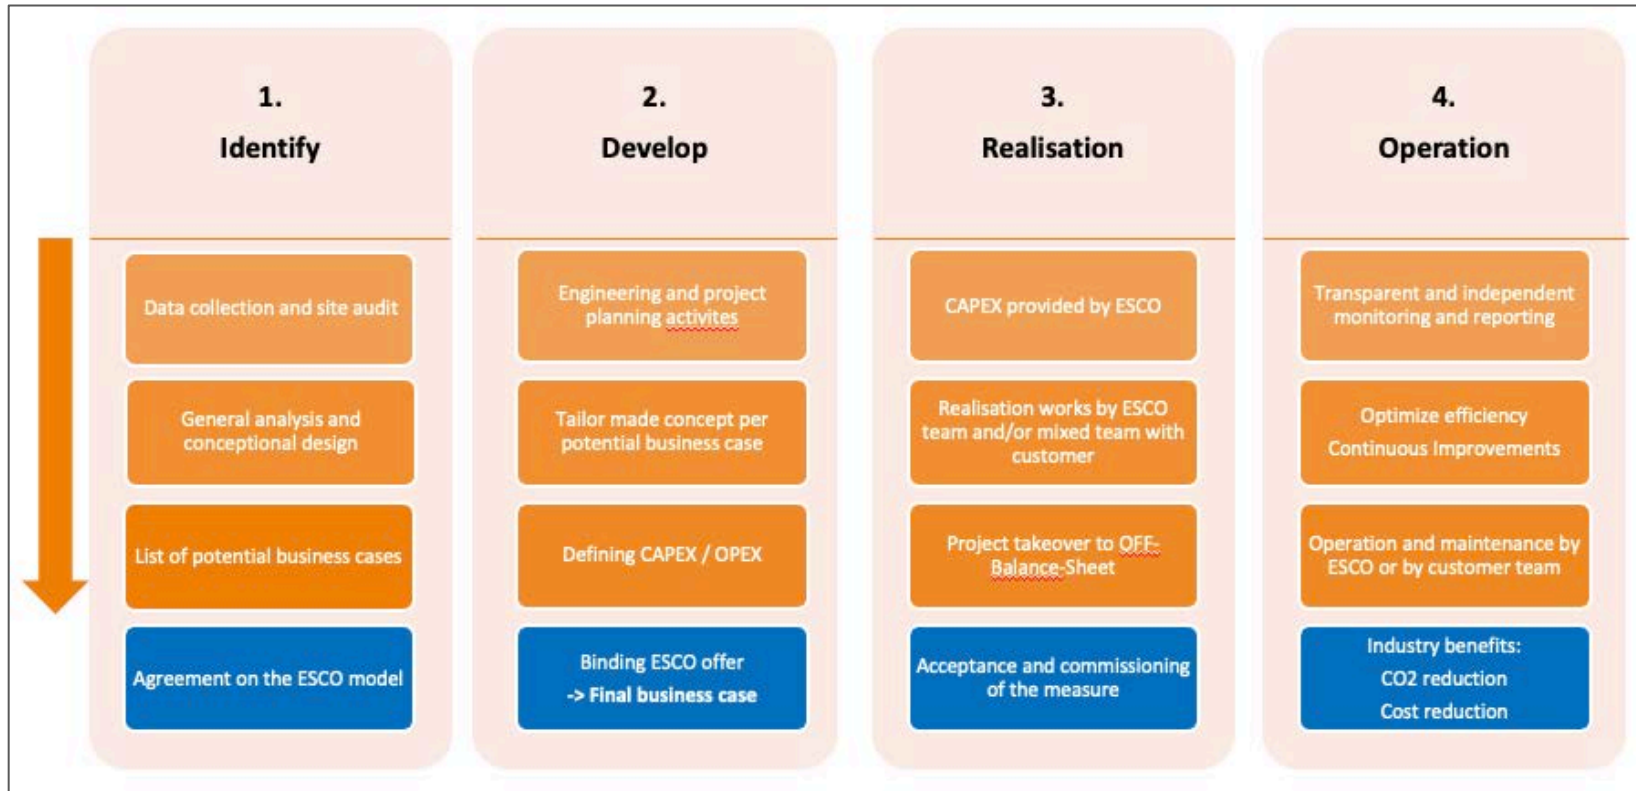 1.
Identify
Data collection and site audit
General analysis and
conceptional design
List of potential business cases
Agreement on the ESCO model
2.
Develop
Engineering and project
planning activites
Tailor made concept per
potential business case
Defining CAPEX / OPEX
Binding ESCO offer
-> Final business case
3.
Realisation
CAPEX provided by ESCO
Realisation works by ESCO
team and/or mixed team with
customer
Project takeover to OFF-
Balance-Sheet
Acceptance and commissioning
of the measure
4.
Operation
Transparent and independent
monitoring and reporting
Optimize efficiency
Continuous Improvements
Operation and maintenance by
ESCO or by customer team
Industry benefits:
CO2 reduction
Cost reduction